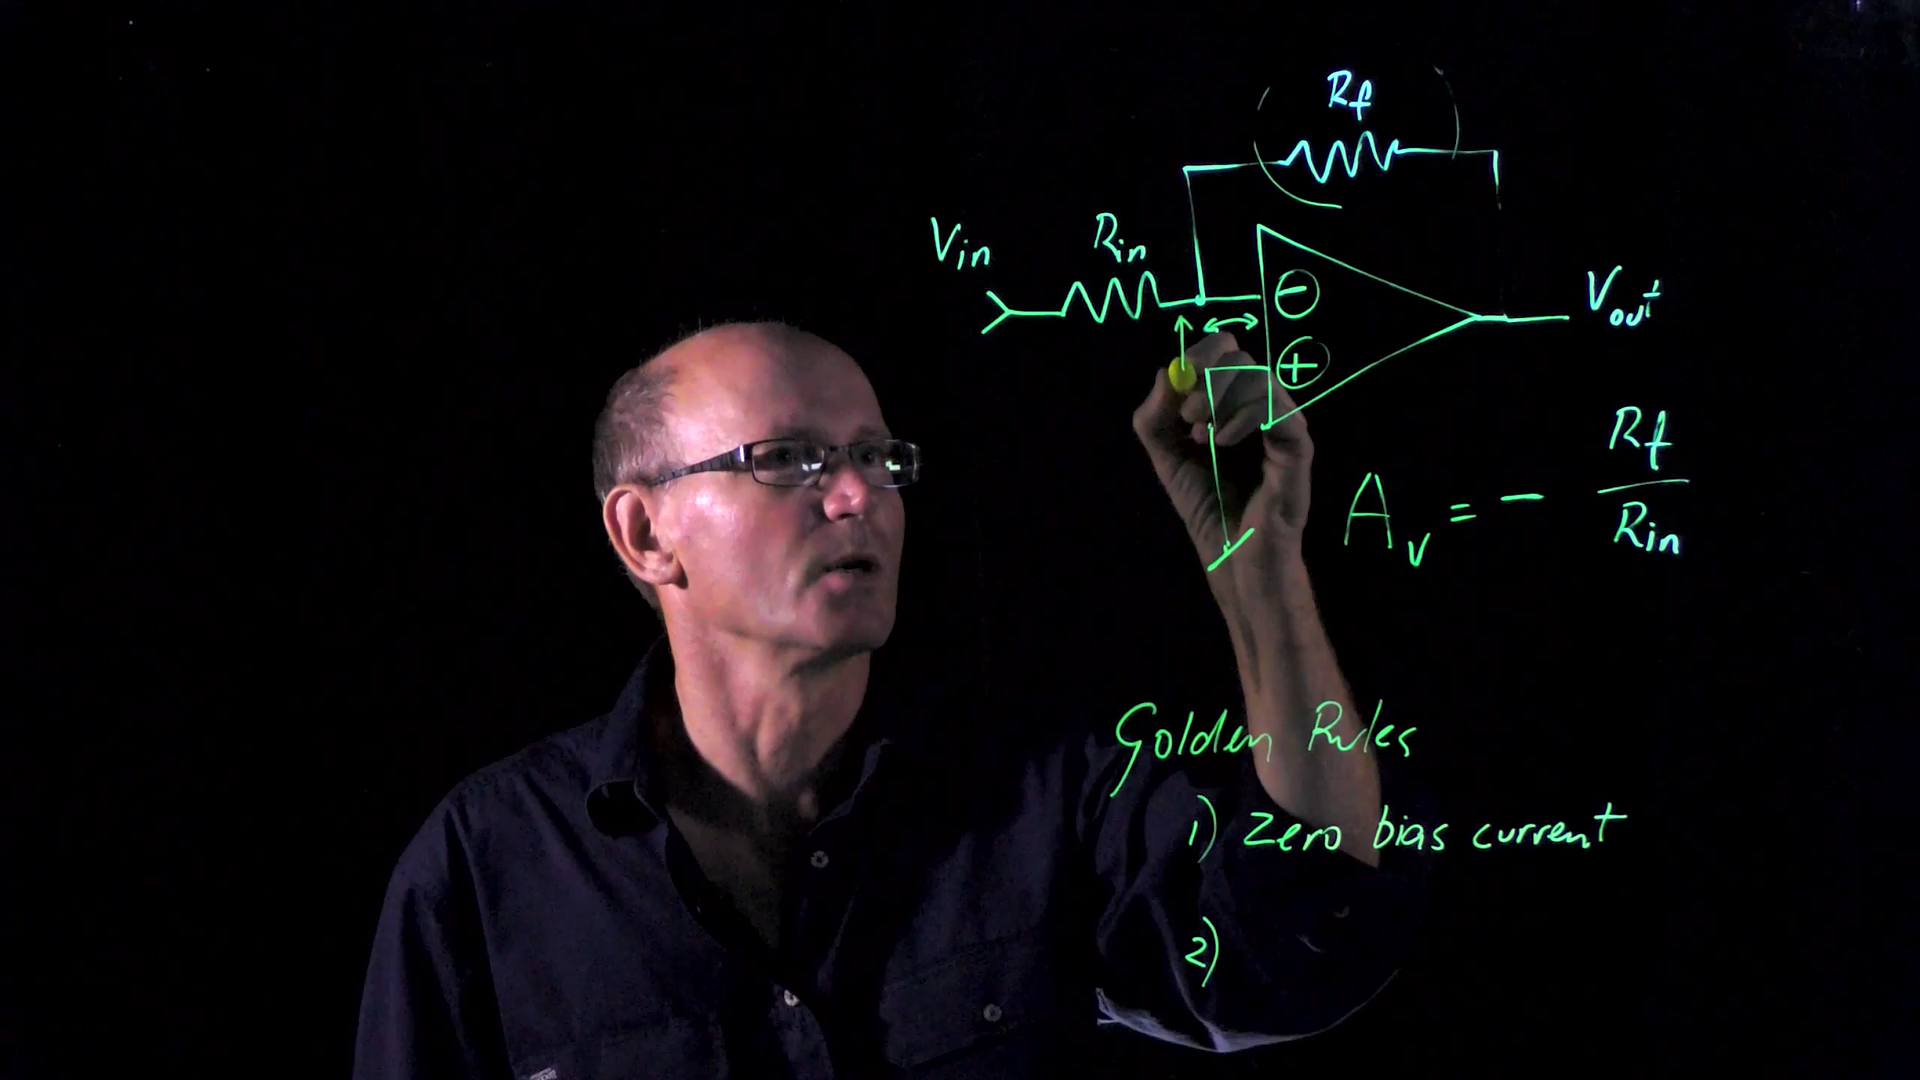 Rf
Vin Rin
−
Vout
+
Av = − Rf / Rin
Golden Rules
1) Zero bias current
2)